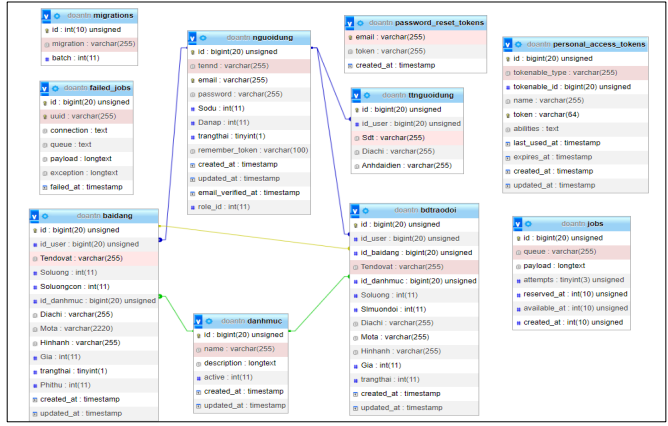 doantn migrations
id : int(10) unsigned
migration : varchar(255)
batch : int(11)
doantn failed_jobs
id : bigint(20) unsigned
uuid : varchar(255)
connection : text
queue : text
payload : longtext
exception : longtext
failed_at : timestamp
doantn nguoidung
id : bigint(20) unsigned
tennd : varchar(255)
email : varchar(255)
password : varchar(255)
Sodu : int(11)
Danap : int(11)
trangthai : tinyint(1)
remember_token : varchar(100)
created_at : timestamp
updated_at : timestamp
email_verified_at : timestamp
role_id : int(11)
doantn password_reset_tokens
email : varchar(255)
token : varchar(255)
created_at : timestamp
doantn ttnguoidung
id : bigint(20) unsigned
id_user : bigint(20) unsigned
Sdt : varchar(255)
Diachi : varchar(255)
Anhdaidien : varchar(255)
doantn personal_access_tokens
id : bigint(20) unsigned
tokenable_type : varchar(255)
tokenable_id : bigint(20) unsigned
name : varchar(255)
token : varchar(64)
abilities : text
last_used_at : timestamp
expires_at : timestamp
created_at : timestamp
updated_at : timestamp
doantn baidang
id : bigint(20) unsigned
id_user : bigint(20) unsigned
Tendovat : varchar(255)
Soluong : int(11)
Soluongcon : int(11)
id_danhmuc : bigint(20) unsigned
Diachi : varchar(255)
Mota : varchar(2220)
Hinhanh : varchar(255)
Gia : int(11)
trangthai : tinyint(1)
Phithu : int(11)
created_at : timestamp
updated_at : timestamp
doantn danhmuc
id : bigint(20) unsigned
name : varchar(255)
description : longtext
active : int(11)
created_at : timestamp
updated_at : timestamp
doantn bdtraodoi
id : bigint(20) unsigned
id_user : bigint(20) unsigned
id_baidang : bigint(20) unsigned
Tendovat : varchar(255)
id_danhmuc : bigint(20) unsigned
Soluong : int(11)
Simuondoi : int(11)
Diachi : varchar(255)
Mota : varchar(255)
Hinhanh : varchar(255)
Gia : int(11)
trangthai : int(11)
created_at : timestamp
updated_at : timestamp
doantn jobs
id : bigint(20) unsigned
queue : varchar(255)
payload : longtext
attempts : tinyint(3) unsigned
reserved_at : int(10) unsigned
available_at : int(10) unsigned
created_at : int(10) unsigned